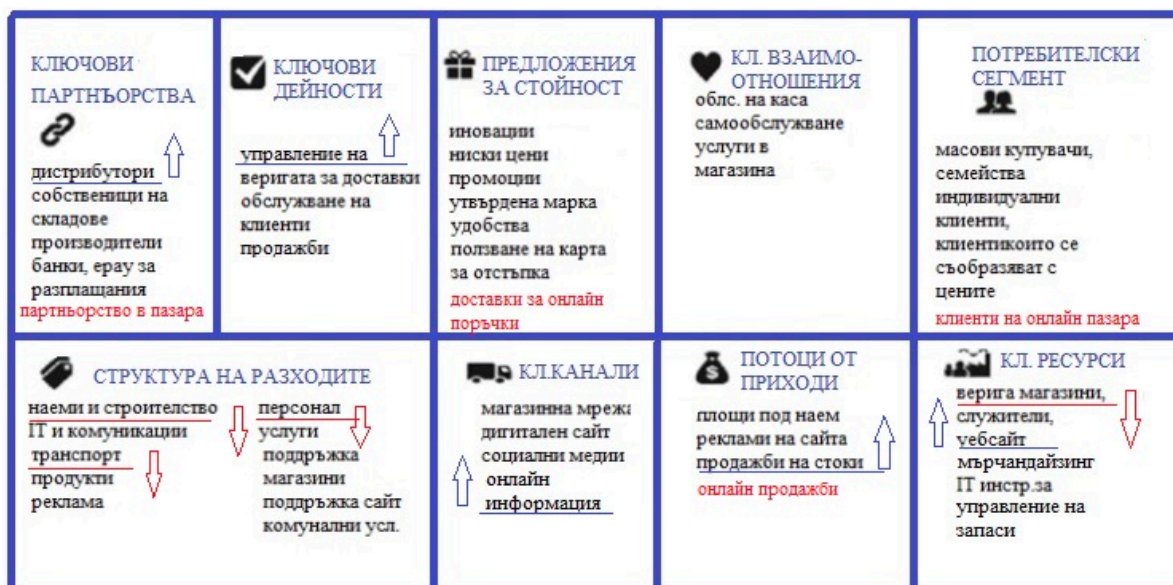 КЛЮЧОВИ
ПАРТНЪОРСТВА
дистрибутори
собственици на
складове
производители
банки, epay за
разплащания
партньорство в пазара
КЛЮЧОВИ
ДЕЙНОСТИ
управление на
веригата за доставки
обслужване на
клиенти
продажби
ПРЕДЛОЖЕНИЯ
ЗА СТОЙНОСТ
иновации
ниски цени
промоции
утвърдена марка
удобства
ползване на карта
за отстъпка
доставки за онлайн
поръчки
КЛ. ВЗАИМО-
ОТНОШЕНИЯ
облс. на каса
самообслужване
услуги в
магазина
ПОТРЕБИТЕЛСКИ
СЕГМЕНТ
масови купувачи,
семейства
индивидуални
клиенти,
клиентикоито се
съобразяват с
цените
клиенти на онлайн пазара
СТРУКТУРА НА РАЗХОДИТЕ
наеми и строителство
IT и комуникации
транспорт
продукти
реклама
персонал
услуги
поддръжка
магазини
поддръжка сайт
комунални усл.
КЛ.КАНАЛИ
магазинна мрежа
дигитален сайт
социални медии
онлайн
информация
ПОТОЦИ ОТ
ПРИХОДИ
площи под наем
реклами на сайта
продажби на стоки
онлайн продажби
КЛ. РЕСУРСИ
верига магазини,
служители,
уебсайт
мърчандайзинг
IT инстр.за
управление на
запаси